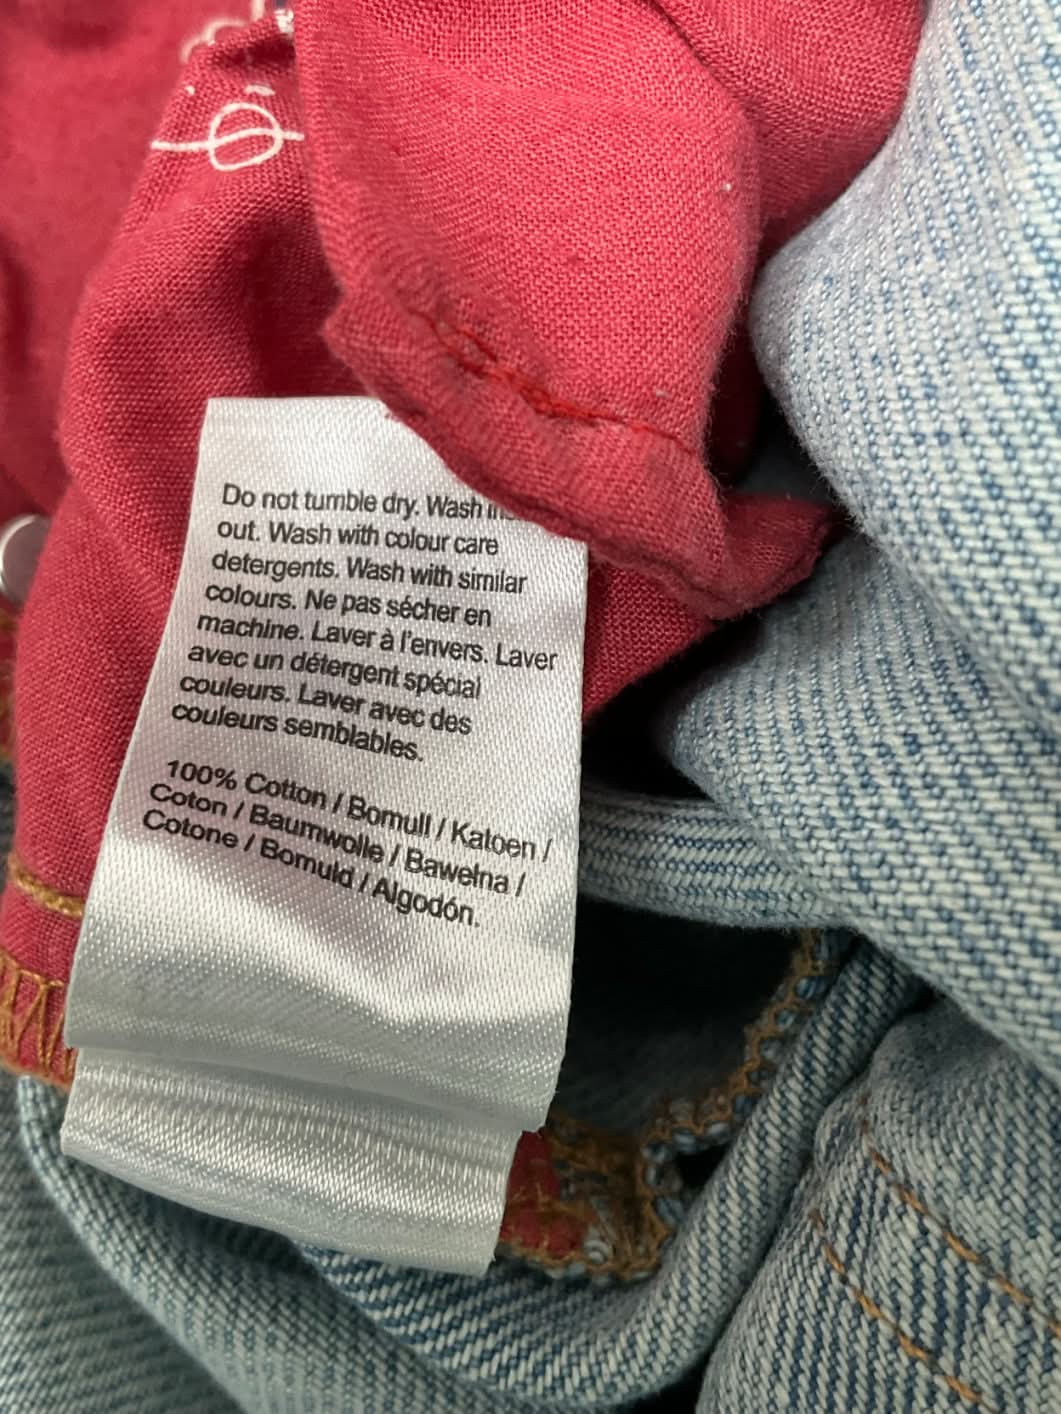 Do not tumble dry. Wash
out. Wash with colour care
detergents. Wash with similar
colours. Ne pas sécher en
machine. Laver à l'envers. Laver
avec un détergent spécial
couleurs. Laver avec des
couleurs semblables.
100% Cotton / Bomull / Katoen /
Coton / Baumwolle / Bawełna /
Cotone / Bomuld / Algodón.